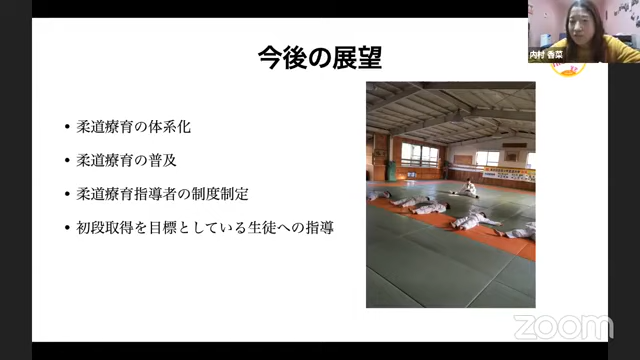 今後の展望
• 柔道療育の体系化
• 柔道療育の普及
• 柔道療育指導者の制度制定
• 初段取得を目標としている生徒への指導
内村 香菜
zoom